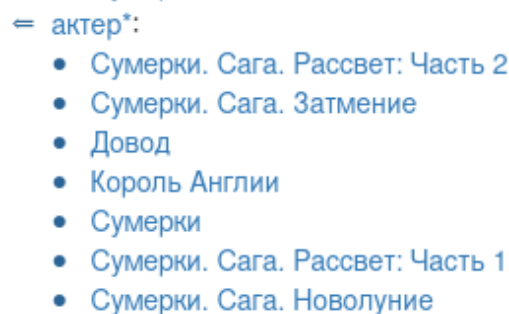 ⇐ актер*:
• Сумерки. Сага. Рассвет: Часть 2
• Сумерки. Сага. Затмение
• Довод
• Король Англии
• Сумерки
• Сумерки. Сага. Рассвет: Часть 1
• Сумерки. Сага. Новолуние